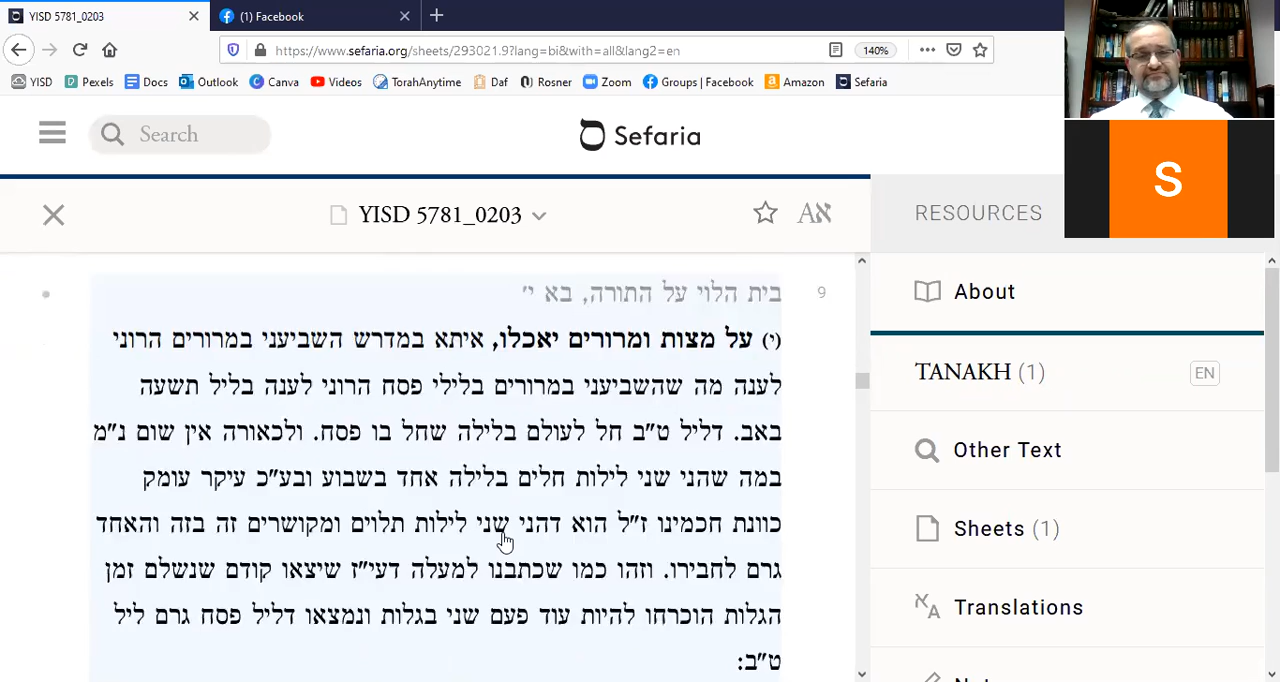 YISD 5781_0203
(1) Facebook
https://www.sefaria.org/sheets/293021.9?lang=bi&with=all&lang2=en
140%
YISD
Pexels
Docs
Outlook
Canva
Videos
TorahAnytime
Daf
Rosner
Zoom
Groups | Facebook
Amazon
Sefaria
Search
Sefaria
S
YISD 5781_0203
Aא
RESOURCES
9
בית הלוי על התורה, בא י׳
(י) על מצות ומרורים יאכלו, איתא במדרש השביעני במרורים הרוני
לענה מה שהשביעני במרורים בלילי פסח הרוני לענה בליל תשעה
באב. דליל ט"ב חל לעולם בלילה שחל בו פסח. ולכאורה אין שום נ"מ
במה שהני שני לילות חלים בלילה אחד בשבוע ובע"כ עיקר עומק
כוונת חכמינו ז"ל הוא דהני שני לילות תלוים ומקושרים זה בזה והאחד
גרם לחבירו. וזהו כמו שכתבנו למעלה דעי"ז שיצאו קודם שנשלם זמן
הגלות הוכרחו להיות עוד פעם שני בגלות ונמצאו דליל פסח גרם ליל
ט"ב:
About
TANAKH (1)
EN
Other Text
Sheets (1)
Translations